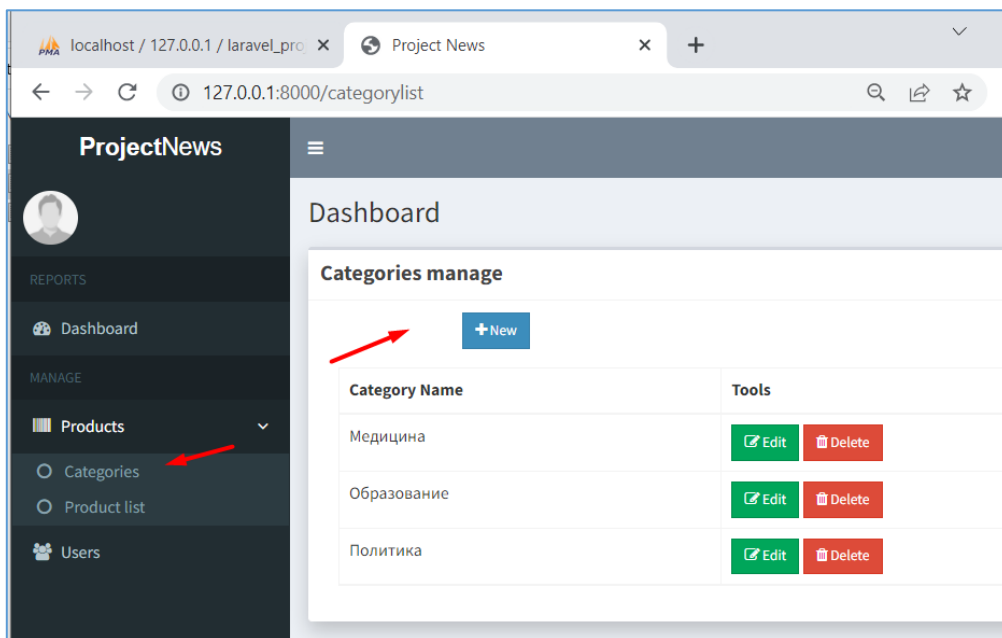 PMA localhost / 127.0.0.1 / laravel_pro
Project News
127.0.0.1:8000/categorylist
ProjectNews
Dashboard
REPORTS
Dashboard
MANAGE
Products
Categories
Product list
Users
Categories manage
New
Category Name Tools
Медицина Edit Delete
Образование Edit Delete
Политика Edit Delete